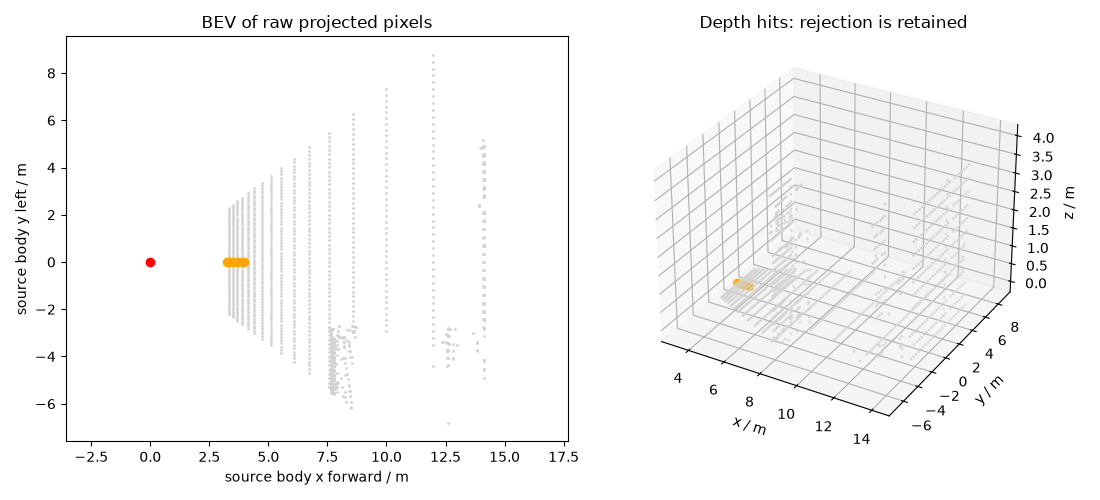 BEV of raw projected pixels
8
6
4
2
0
−2
−4
−6
source body y left / m
−2.5 0.0 2.5 5.0 7.5 10.0 12.5 15.0 17.5
source body x forward / m
Depth hits: rejection is retained
4.0
3.5
3.0
2.5
2.0
1.5
1.0
0.5
0.0
z / m
8
6
4
2
0
−2
−4
−6
y / m
4 6 8 10 12 14
x / m